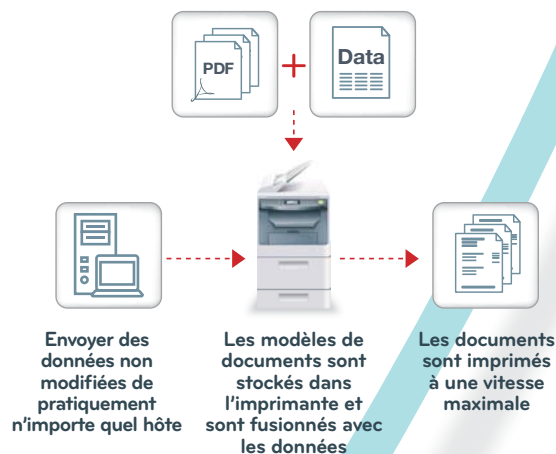 PDF
Data
Envoyer des
données non
modifiées de
pratiquement
n'importe quel hôte
Les modèles de
documents sont
stockés dans
l'imprimante et
sont fusionnés avec
les données
Les documents
sont imprimés
à une vitesse
maximale